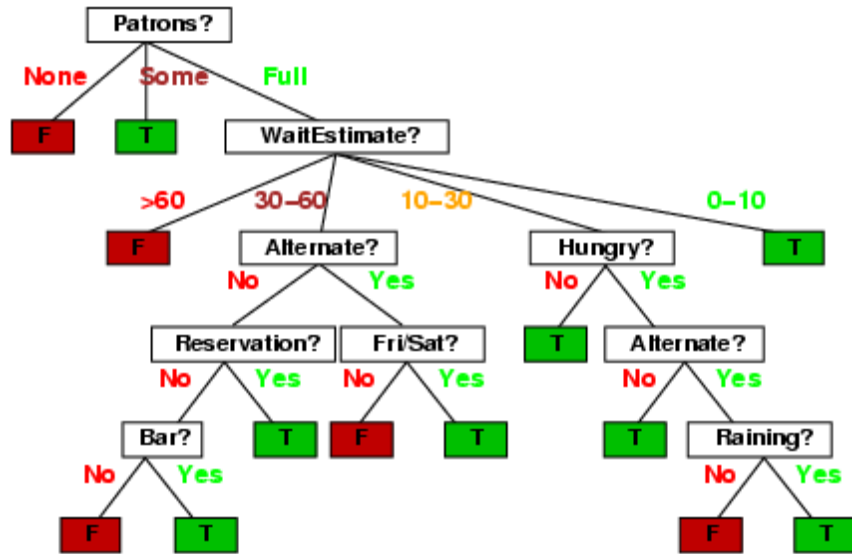 Patrons?
None Some Full
F T WaitEstimate?
>60 30–60 10–30 0–10
F Alternate? Hungry? T
No Yes No Yes
Reservation? Fri/Sat? T Alternate?
No Yes No Yes No Yes
Bar? T F T T Raining?
No Yes No Yes
F T F T